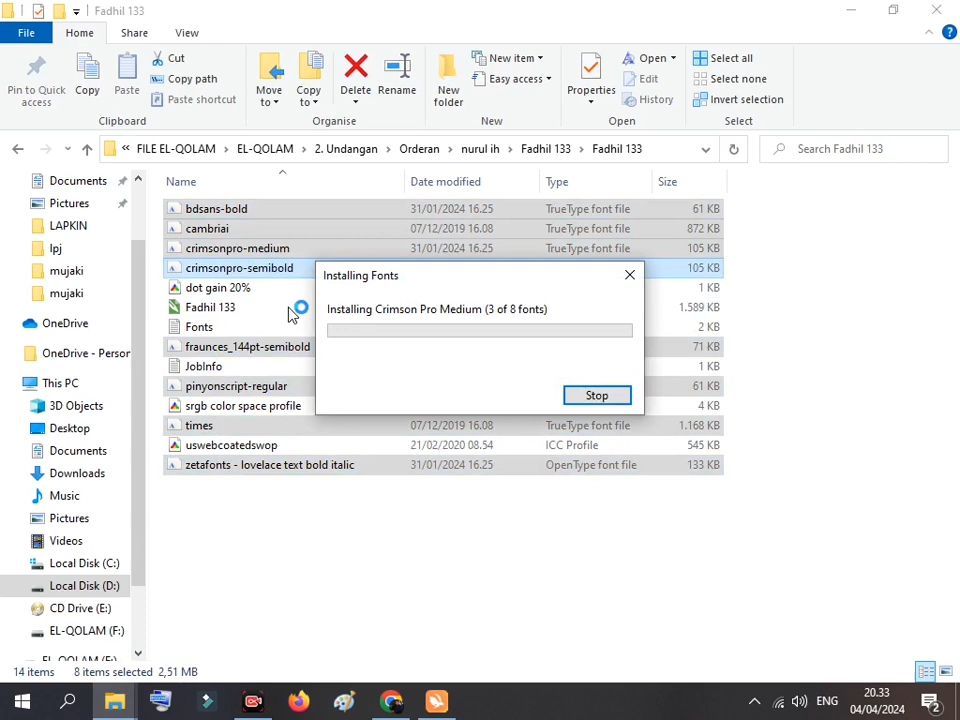 Fadhil 133
File
Home
Share
View
Pin to Quick access
Copy
Paste
Cut
Copy path
Paste shortcut
Clipboard
Move to
Copy to
Delete
Rename
Organise
New folder
New item
Easy access
New
Properties
Open
Edit
History
Open
Select all
Select none
Invert selection
Select
« FILE EL-QOLAM > EL-QOLAM > 2. Undangan > Orderan > nurul ih > Fadhil 133 > Fadhil 133
Search Fadhil 133
Documents
Pictures
LAPKIN
lpj
mujaki
mujaki
OneDrive
OneDrive - Person
This PC
3D Objects
Desktop
Documents
Downloads
Music
Pictures
Videos
Local Disk (C:)
Local Disk (D:)
CD Drive (E:)
EL-QOLAM (F:)
Name Date modified Type Size
bdsans-bold 31/01/2024 16.25 TrueType font file 61 KB
cambriai 07/12/2019 16.08 TrueType font file 872 KB
crimsonpro-medium 31/01/2024 16.25 TrueType font file 105 KB
crimsonpro-semibold 105 KB
dot gain 20% 1 KB
Fadhil 133 1.589 KB
Fonts 2 KB
fraunces_144pt-semibold 71 KB
JobInfo 1 KB
pinyonscript-regular 61 KB
srgb color space profile 4 KB
times 07/12/2019 16.08 TrueType font file 1.168 KB
uswebcoatedswop 21/02/2020 08.54 ICC Profile 545 KB
zetafonts - lovelace text bold italic 31/01/2024 16.25 OpenType font file 133 KB
Installing Fonts
Installing Crimson Pro Medium (3 of 8 fonts)
Stop
14 items 8 items selected 2,51 MB
ENG
20.33
04/04/2024
2